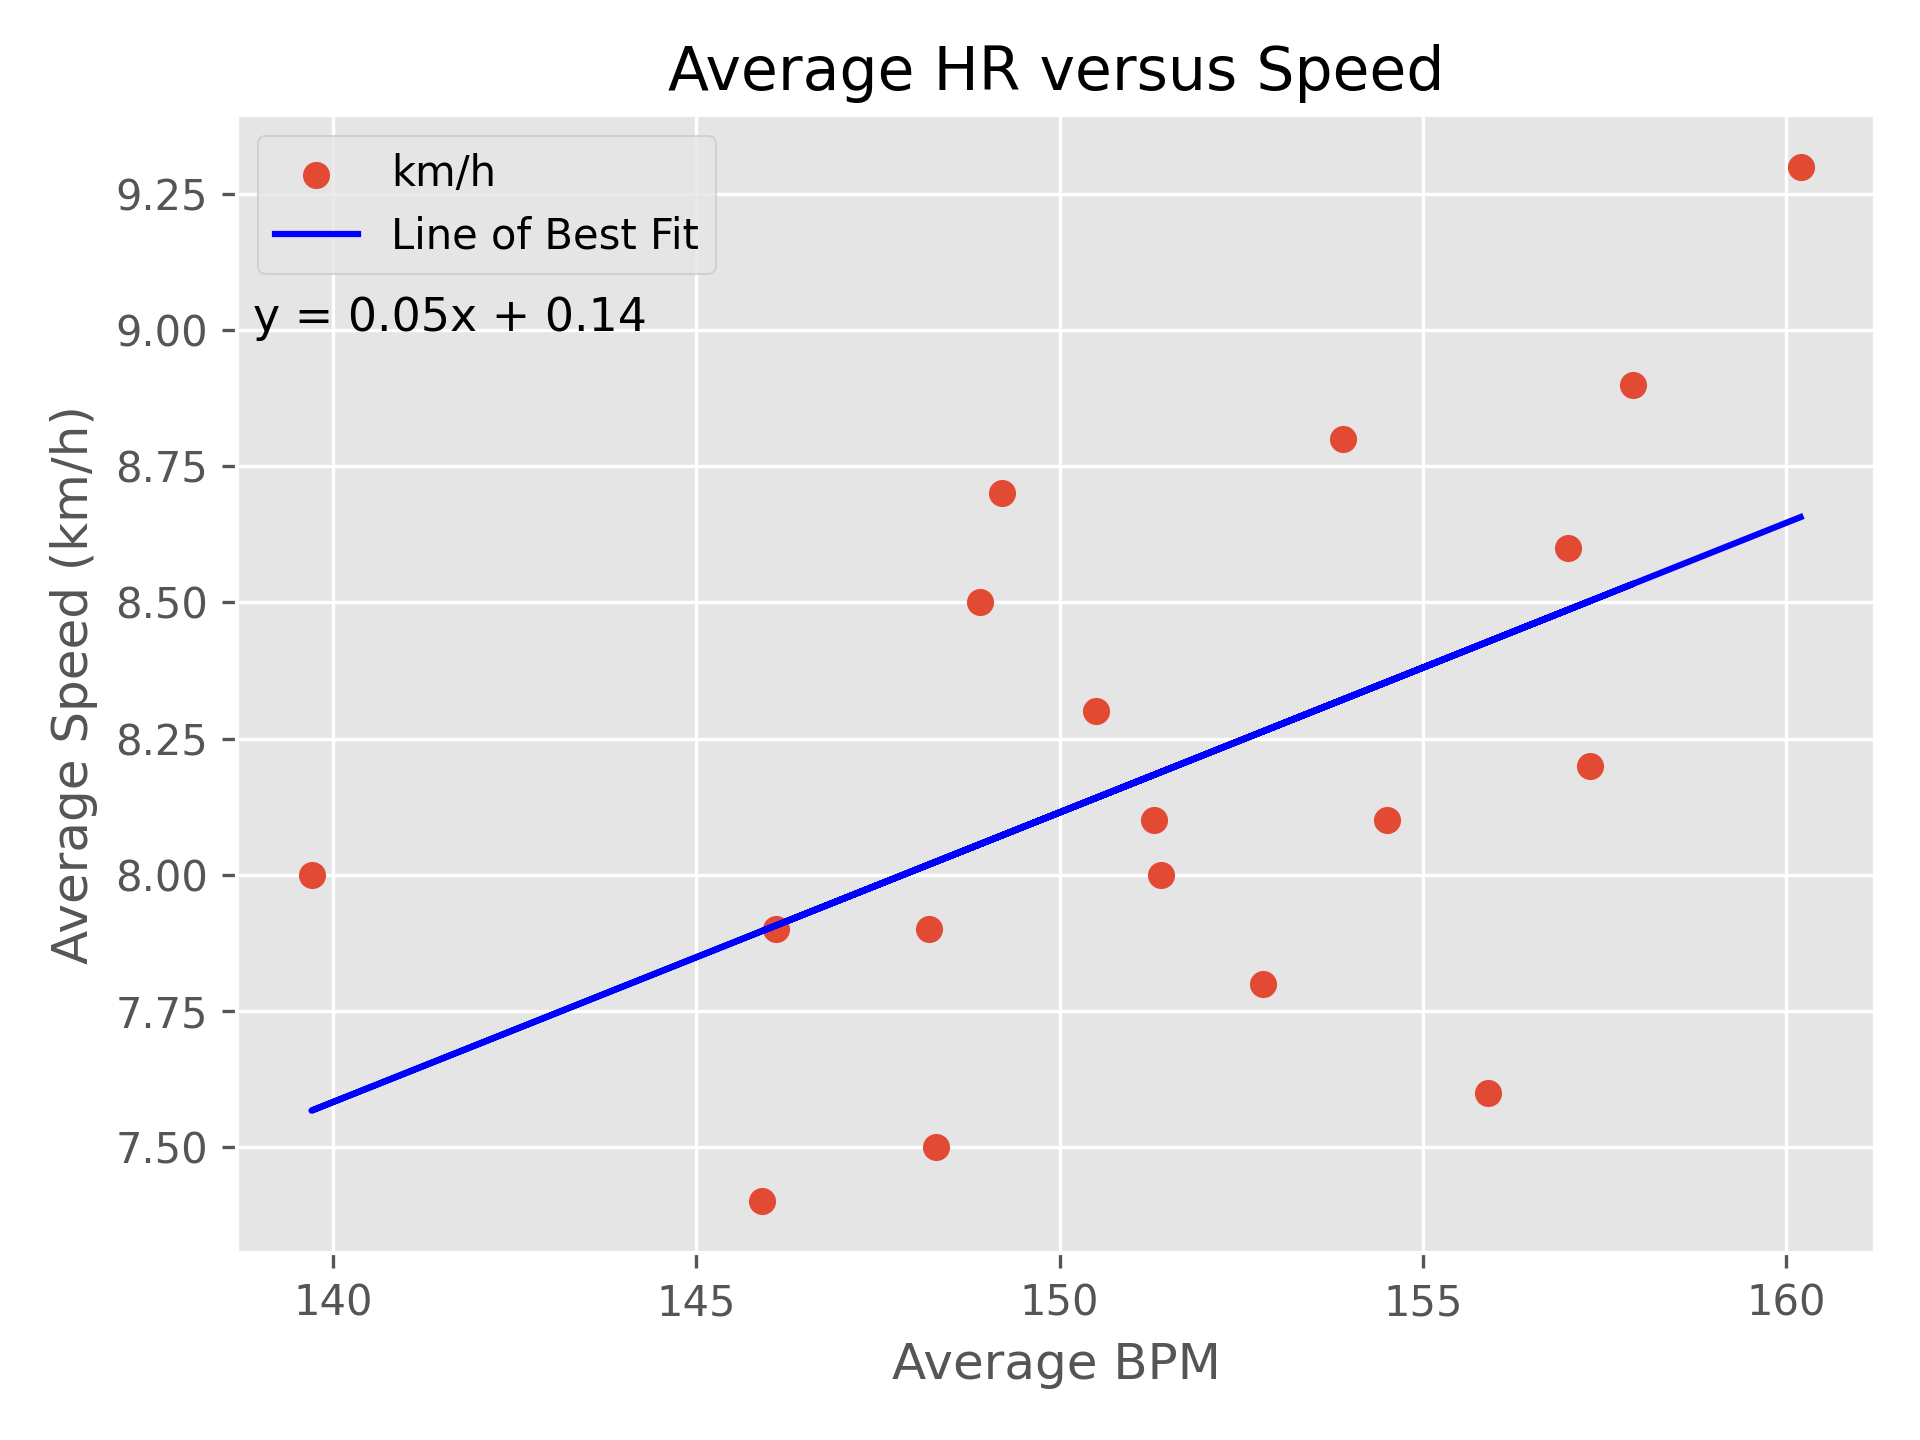 Average HR versus Speed
km/h
Line of Best Fit
y = 0.05x + 0.14
9.25
9.00
8.75
8.50
8.25
8.00
7.75
7.50
Average Speed (km/h)
140 145 150 155 160
Average BPM